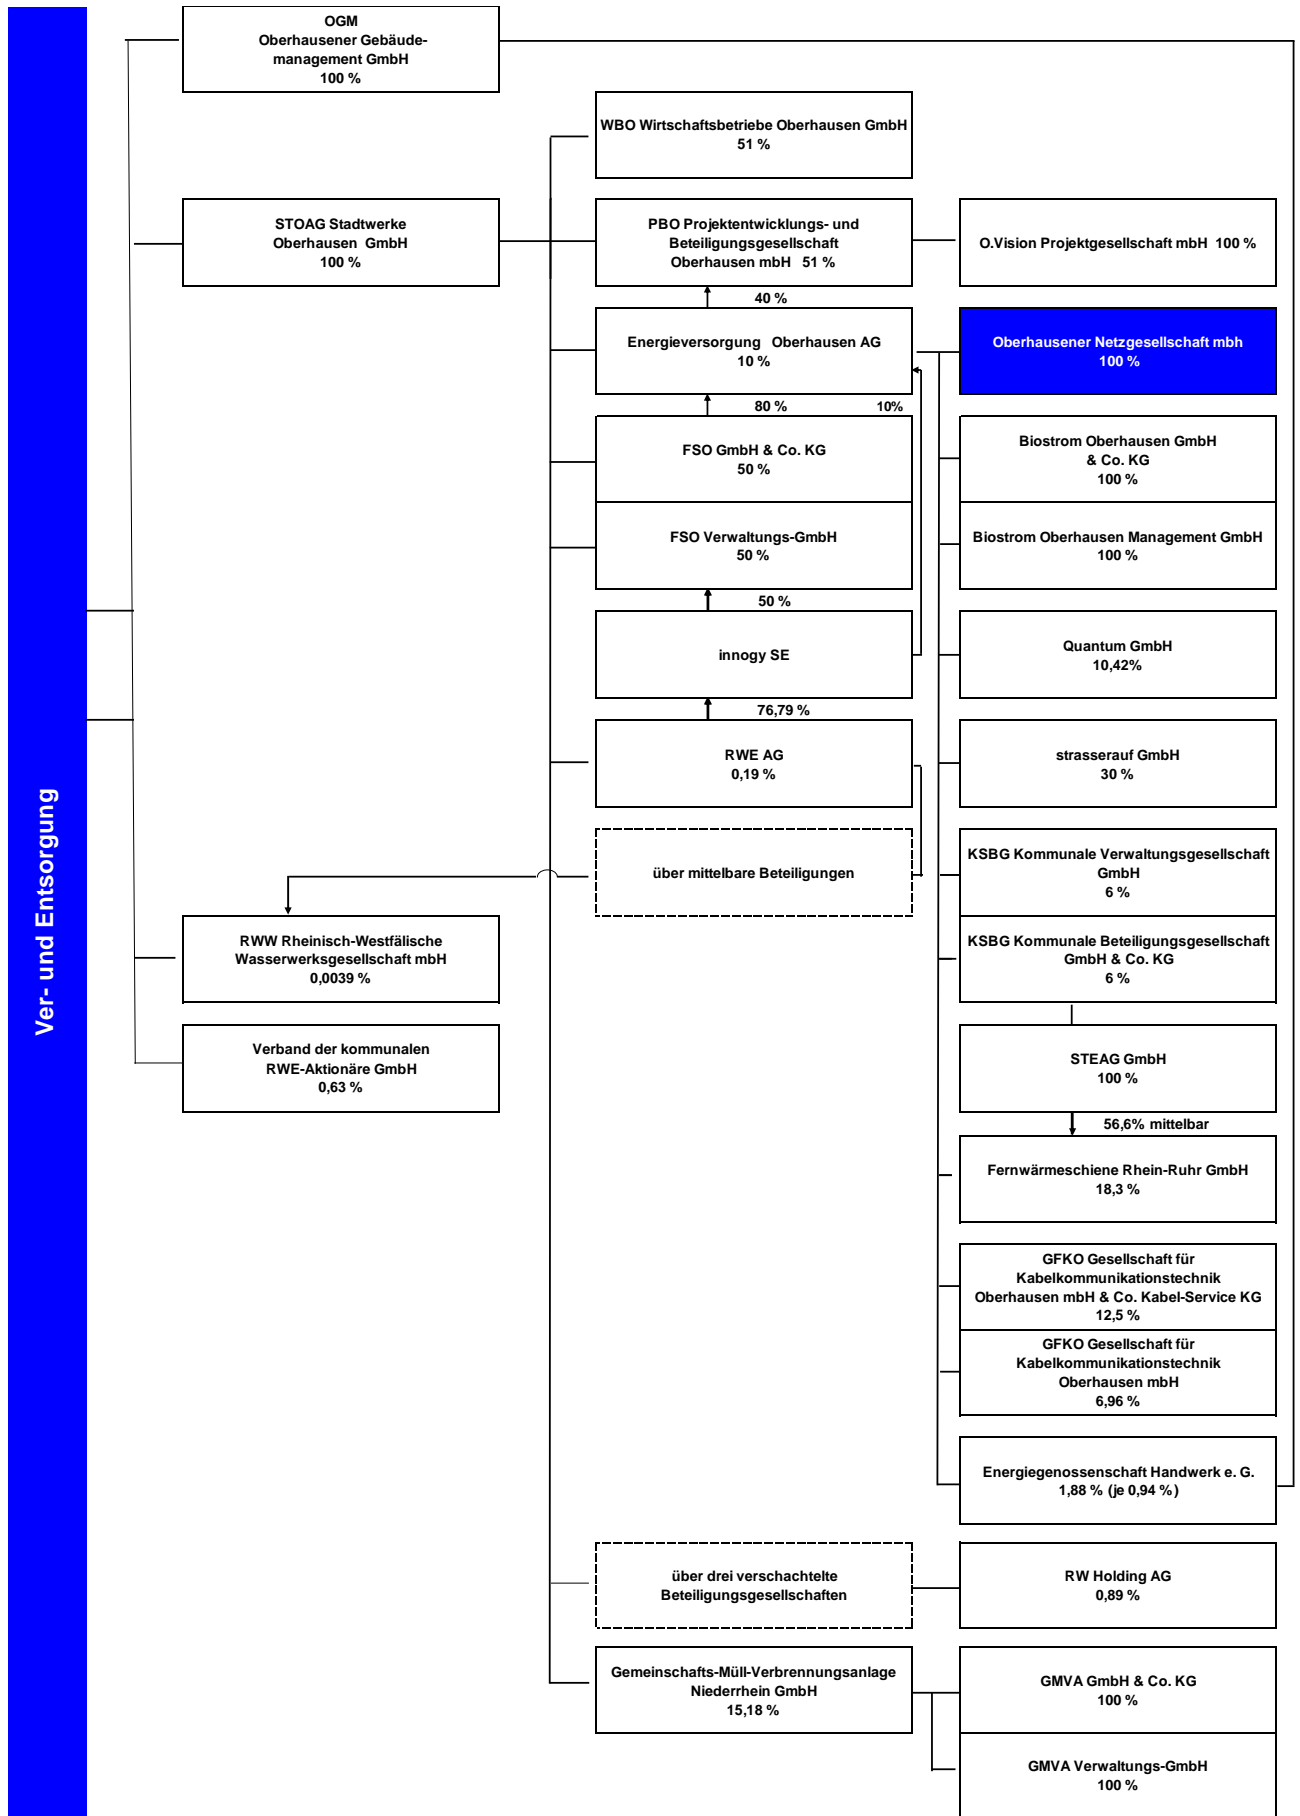 Ver- und Entsorgung
OGM
Oberhausener Gebäude-
management GmbH
100 %
WBO Wirtschaftsbetriebe Oberhausen GmbH
51 %
STOAG Stadtwerke
Oberhausen GmbH
100 %
PBO Projektentwicklungs- und
Beteiligungsgesellschaft
Oberhausen mbH 51 %
O.Vision Projektgesellschaft mbH 100 %
40 %
Energieversorgung Oberhausen AG
10 %
Oberhausener Netzgesellschaft mbh
100 %
80 %
10%
FSO GmbH & Co. KG
50 %
Biostrom Oberhausen GmbH
& Co. KG
100 %
FSO Verwaltungs-GmbH
50 %
Biostrom Oberhausen Management GmbH
100 %
50 %
innogy SE
Quantum GmbH
10,42%
76,79 %
RWE AG
0,19 %
strasserauf GmbH
30 %
über mittelbare Beteiligungen
KSBG Kommunale Verwaltungsgesellschaft
GmbH
6 %
RWW Rheinisch-Westfälische
Wasserwerksgesellschaft mbH
0,0039 %
KSBG Kommunale Beteiligungsgesellschaft
GmbH & Co. KG
6 %
Verband der kommunalen
RWE-Aktionäre GmbH
0,63 %
STEAG GmbH
100 %
56,6% mittelbar
Fernwärmeschiene Rhein-Ruhr GmbH
18,3 %
GFKO Gesellschaft für
Kabelkommunikationstechnik
Oberhausen mbH & Co. Kabel-Service KG
12,5 %
GFKO Gesellschaft für
Kabelkommunikationstechnik
Oberhausen mbH
6,96 %
Energiegenossenschaft Handwerk e. G.
1,88 % (je 0,94 %)
über drei verschachtelte
Beteiligungsgesellschaften
RW Holding AG
0,89 %
Gemeinschafts-Müll-Verbrennungsanlage
Niederrhein GmbH
15,18 %
GMVA GmbH & Co. KG
100 %
GMVA Verwaltungs-GmbH
100 %